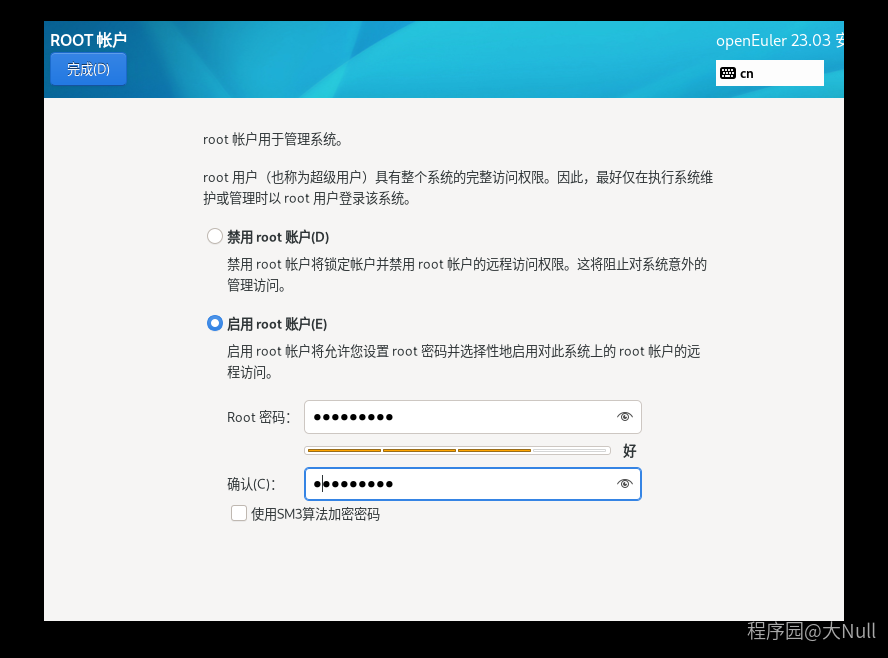 ROOT 帐户
openEuler 23.03
完成(D)
cn
root 帐户用于管理系统。
root 用户（也称为超级用户）具有整个系统的完整访问权限。因此，最好仅在执行系统维
护或管理时以 root 用户登录该系统。
禁用 root 账户(D)
禁用 root 帐户将锁定帐户并禁用 root 帐户的远程访问权限。这将阻止对系统意外的
管理访问。
启用 root 账户(E)
启用 root 帐户将允许您设置 root 密码并选择性地启用对此系统上的 root 帐户的远
程访问。
Root 密码：
●●●●●●●●●
好
确认(C)：
●●●●●●●●●
使用SM3算法加密密码
程序园@大Null